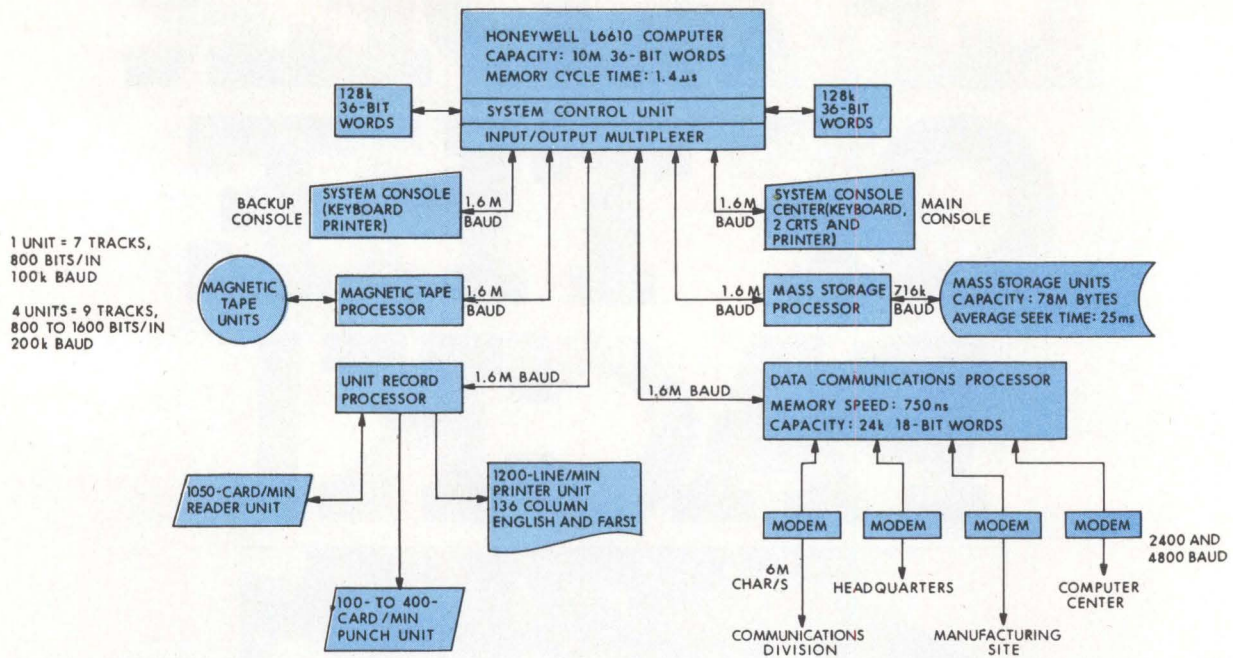 HONEYWELL L6610 COMPUTER
CAPACITY: 10M 36-BIT WORDS
MEMORY CYCLE TIME: 1.4μs
SYSTEM CONTROL UNIT
INPUT/OUTPUT MULTIPLEXER
128k
36-BIT
WORDS
128k
36-BIT
WORDS
BACKUP
CONSOLE
SYSTEM CONSOLE
(KEYBOARD
PRINTER)
1.6 M
BAUD
1.6M
BAUD
SYSTEM CONSOLE
CENTER(KEYBOARD,
2 CRTS AND
PRINTER)
MAIN
CONSOLE
1 UNIT = 7 TRACKS,
800 BITS/IN
100k BAUD
4 UNITS = 9 TRACKS,
800 TO 1600 BITS/IN
200k BAUD
MAGNETIC
TAPE
UNITS
MAGNETIC TAPE
PROCESSOR
1.6 M
BAUD
1.6 M
BAUD
MASS STORAGE
PROCESSOR
716k
BAUD
MASS STORAGE UNITS
CAPACITY: 78M BYTES
AVERAGE SEEK TIME: 25ms
UNIT RECORD
PROCESSOR
1.6M BAUD
1.6M BAUD
DATA COMMUNICATIONS PROCESSOR
MEMORY SPEED: 750 ns
CAPACITY: 24k 18-BIT WORDS
1050-CARD/MIN
READER UNIT
1200-LINE/MIN
PRINTER UNIT
136 COLUMN
ENGLISH AND FARSI
100- TO 400-
CARD/MIN
PUNCH UNIT
MODEM
MODEM
MODEM
MODEM
2400 AND
4800 BAUD
6M
CHAR/S
HEADQUARTERS
COMPUTER
CENTER
COMMUNICATIONS
DIVISION
MANUFACTURING
SITE